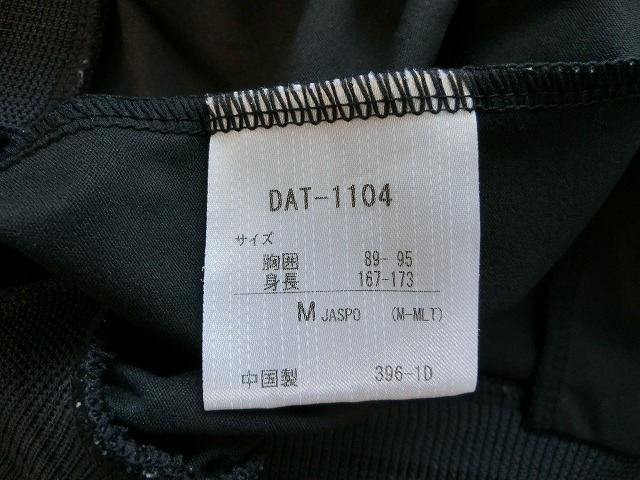 DAT-1104
サイズ
胸囲 89- 95
身長 167-173
M JASPO (M-MLT)
中国製 396-1D